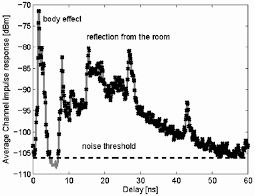 Average Channel impulse response [dBm]
-70
-75
-80
-85
-90
-95
-100
-105
-110
body effect
reflection from the room
noise threshold
0 10 20 30 40 50 60
Delay [ns]